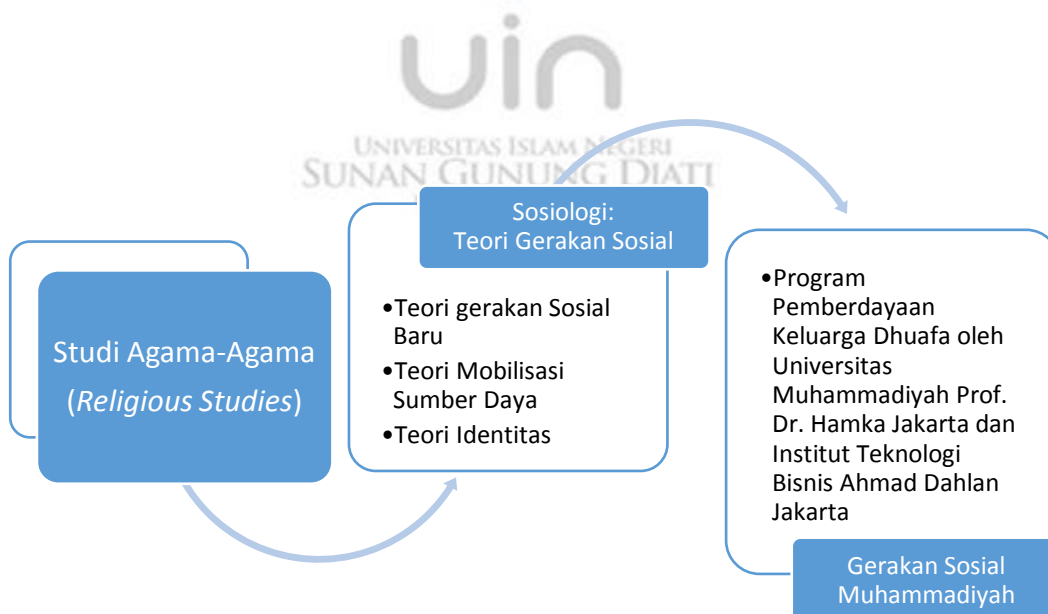 uin
UNIVERSITAS ISLAM NEGERI
SUNAN GUNUNG DJATI
Studi Agama-Agama
(Religious Studies)
Sosiologi:
Teori Gerakan Sosial
•Teori gerakan Sosial
Baru
•Teori Mobilisasi
Sumber Daya
•Teori Identitas
•Program
Pemberdayaan
Keluarga Dhuafa oleh
Universitas
Muhammadiyah Prof.
Dr. Hamka Jakarta dan
Institut Teknologi
Bisnis Ahmad Dahlan
Jakarta
Gerakan Sosial
Muhammadiyah